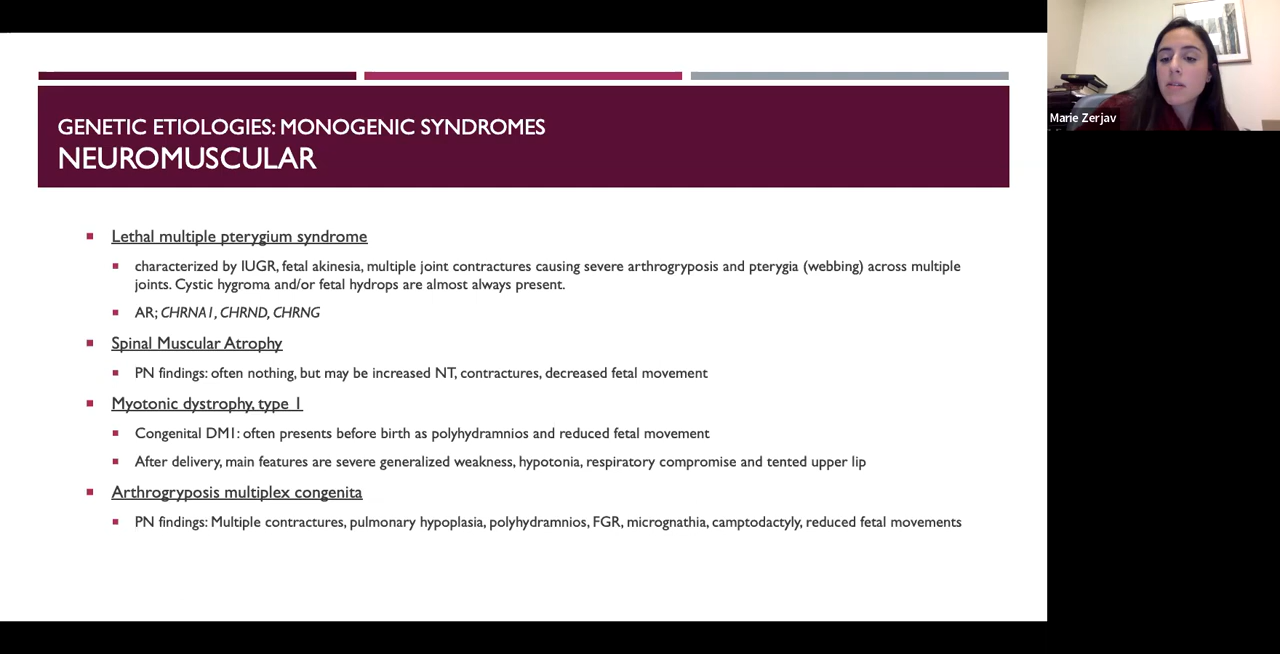 GENETIC ETIOLOGIES: MONOGENIC SYNDROMES
NEUROMUSCULAR
Marie Zerjav
Lethal multiple pterygium syndrome
characterized by IUGR, fetal akinesia, multiple joint contractures causing severe arthrogryposis and pterygia (webbing) across multiple
joints. Cystic hygroma and/or fetal hydrops are almost always present.
AR; CHRNA1, CHRND, CHRNG
Spinal Muscular Atrophy
PN findings: often nothing, but may be increased NT, contractures, decreased fetal movement
Myotonic dystrophy, type 1
Congenital DM1: often presents before birth as polyhydramnios and reduced fetal movement
After delivery, main features are severe generalized weakness, hypotonia, respiratory compromise and tented upper lip
Arthrogryposis multiplex congenita
PN findings: Multiple contractures, pulmonary hypoplasia, polyhydramnios, FGR, micrognathia, camptodactyly, reduced fetal movements